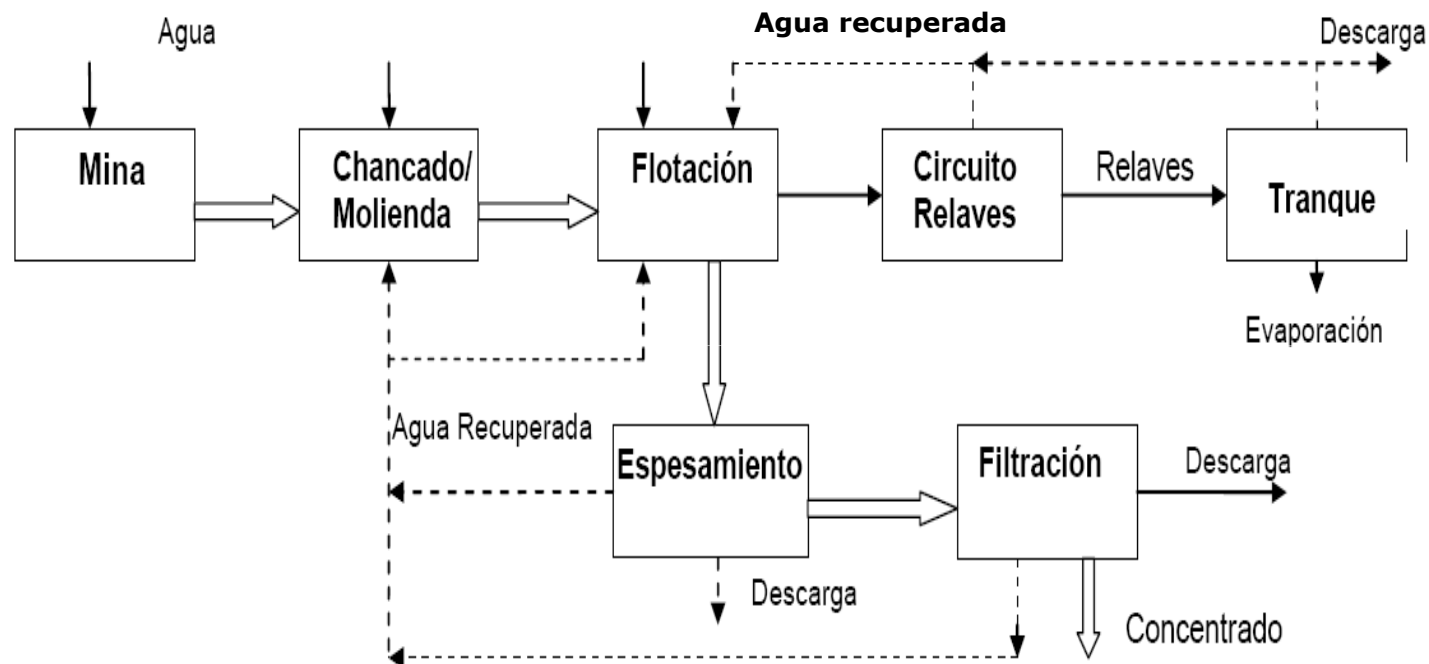 Agua recuperada
Agua
Descarga
Mina
Chancado/
Molienda
Flotación
Circuito
Relaves
Relaves
Tranque
Evaporación
Agua Recuperada
Espesamiento
Filtración
Descarga
Descarga
Concentrado